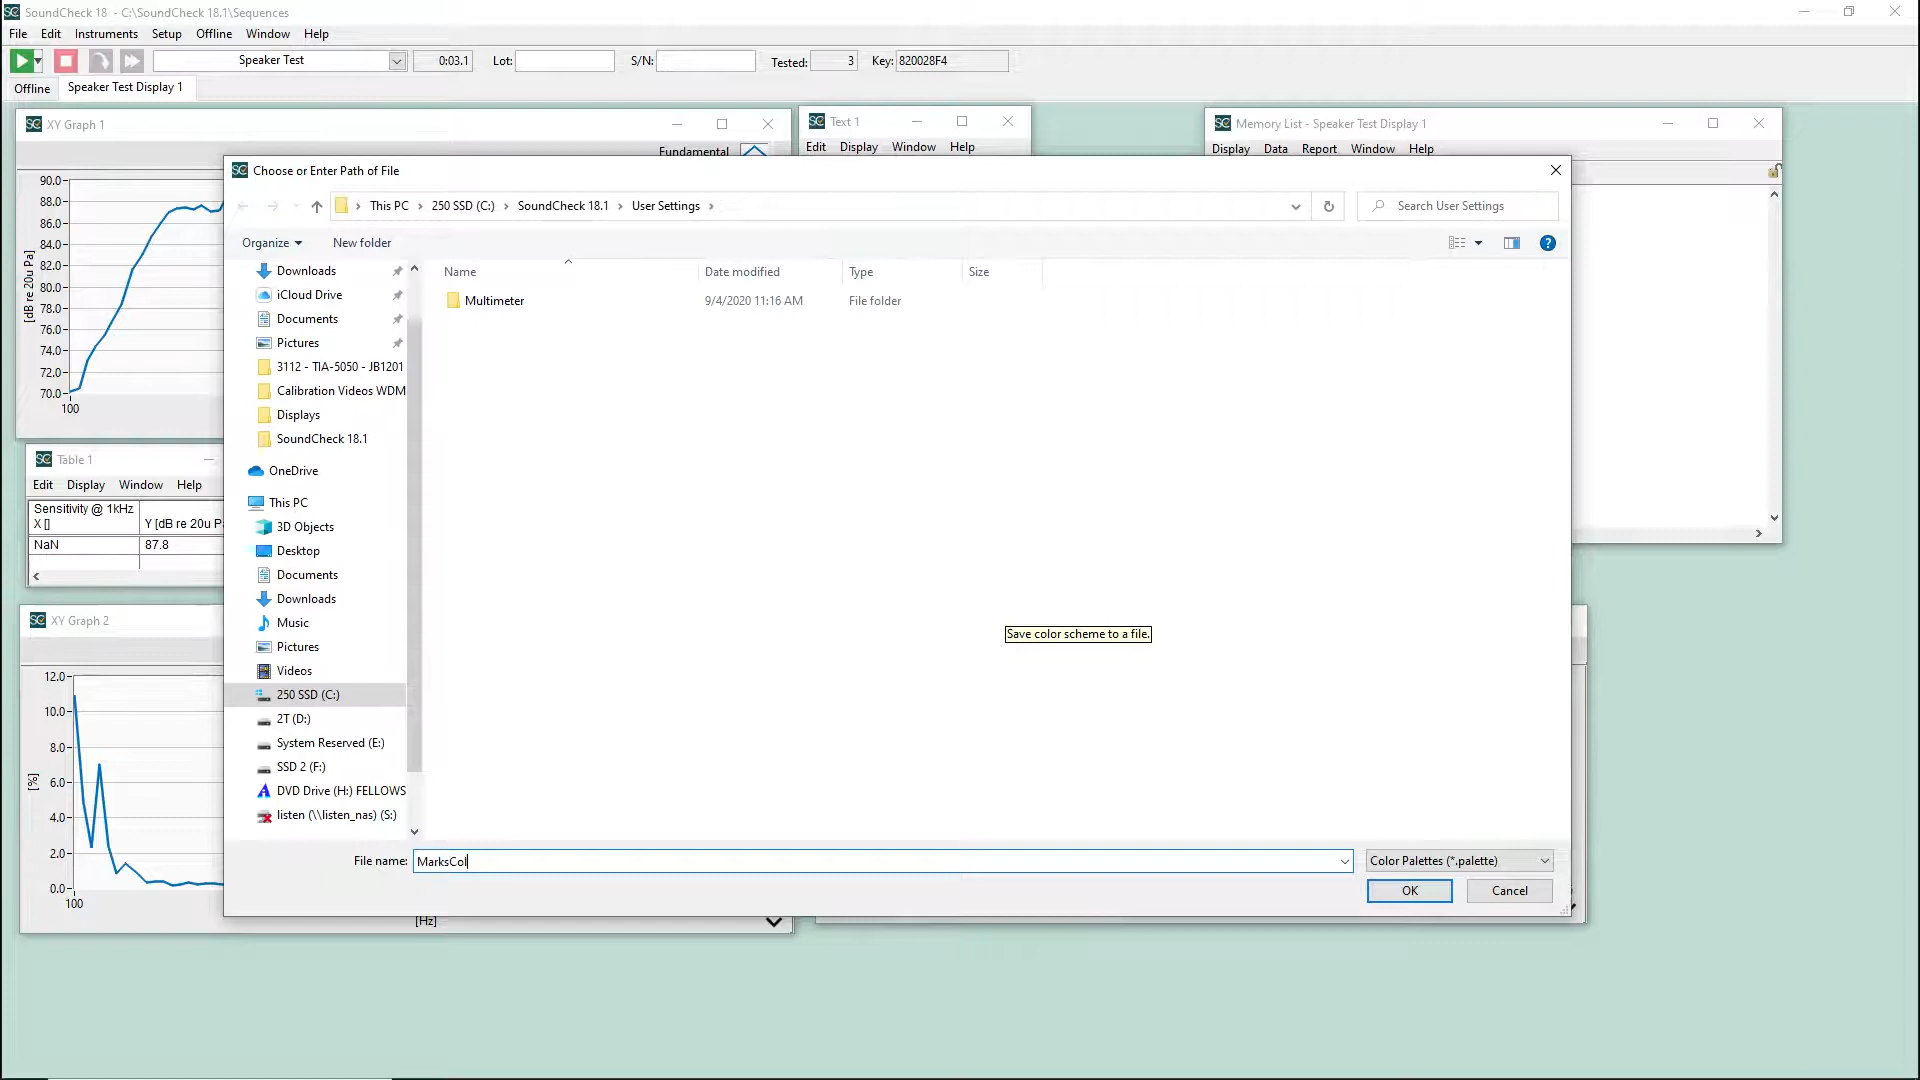 SoundCheck 18 - C:\SoundCheck 18.1\Sequences
File Edit Instruments Setup Offline Window Help
Speaker Test 0:03.1 Lot: S/N: Tested: 3 Key: 820028F4
Offline Speaker Test Display 1
XY Graph 1
Fundamental
Text 1
Edit Display Window Help
Memory List - Speaker Test Display 1
Display Data Report Window Help
[dB re 20u Pa]
90.0
88.0
86.0
84.0
82.0
80.0
78.0
76.0
74.0
72.0
70.0
100
Table 1
Edit Display Window Help
Sensitivity @ 1kHz
X [] Y [dB re 20u P
NaN 87.8
XY Graph 2
[%]
12.0
10.0
8.0
6.0
4.0
2.0
0.0
100
[Hz]
Choose or Enter Path of File
This PC > 250 SSD (C:) > SoundCheck 18.1 > User Settings >
Search User Settings
Organize New folder
Downloads
iCloud Drive
Documents
Pictures
3112 - TIA-5050 - JB1201
Calibration Videos WDM
Displays
SoundCheck 18.1
OneDrive
This PC
3D Objects
Desktop
Documents
Downloads
Music
Pictures
Videos
250 SSD (C:)
2T (D:)
System Reserved (E:)
SSD 2 (F:)
DVD Drive (H:) FELLOWS
listen (\\listen_nas) (S:)
Name Date modified Type Size
Multimeter 9/4/2020 11:16 AM File folder
Save color scheme to a file.
File name: MarksCol Color Palettes (*.palette)
OK Cancel